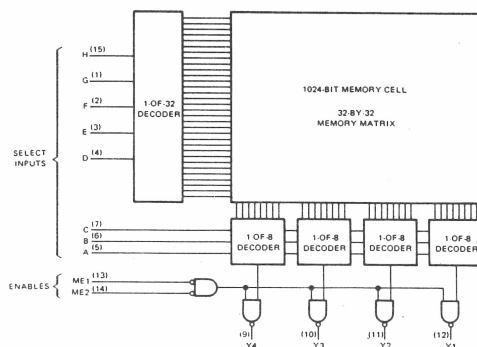 H (15)
G (1)
F (2)
E (3)
D (4)
SELECT
INPUTS
1-OF-32
DECODER
1024-BIT MEMORY CELL
32-BY-32
MEMORY MATRIX
C (7)
B (6)
A (5)
1-OF-8
DECODER
1-OF-8
DECODER
1-OF-8
DECODER
1-OF-8
DECODER
ENABLES
ME1 (13)
ME2 (14)
(9) (10) (11) (12)
Y4 Y3 Y2 Y1